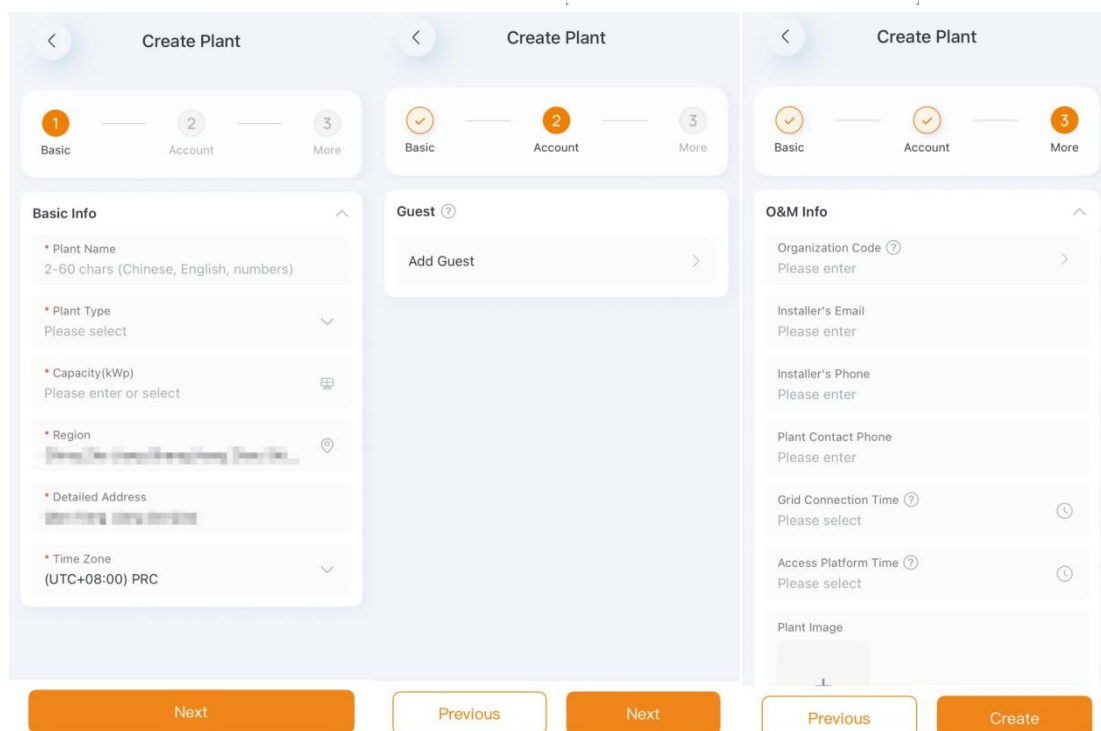 Create Plant
1
2
3
Basic
Account
More
Basic Info
* Plant Name
2-60 chars (Chinese, English, numbers)
* Plant Type
Please select
* Capacity(kWp)
Please enter or select
* Region
* Detailed Address
* Time Zone
(UTC+08:00) PRC
Next
Create Plant
2
3
Basic
Account
More
Guest ?
Add Guest
Previous
Next
Create Plant
3
Basic
Account
More
O&M Info
Organization Code ?
Please enter
Installer's Email
Please enter
Installer's Phone
Please enter
Plant Contact Phone
Please enter
Grid Connection Time ?
Please select
Access Platform Time ?
Please select
Plant Image
Previous
Create